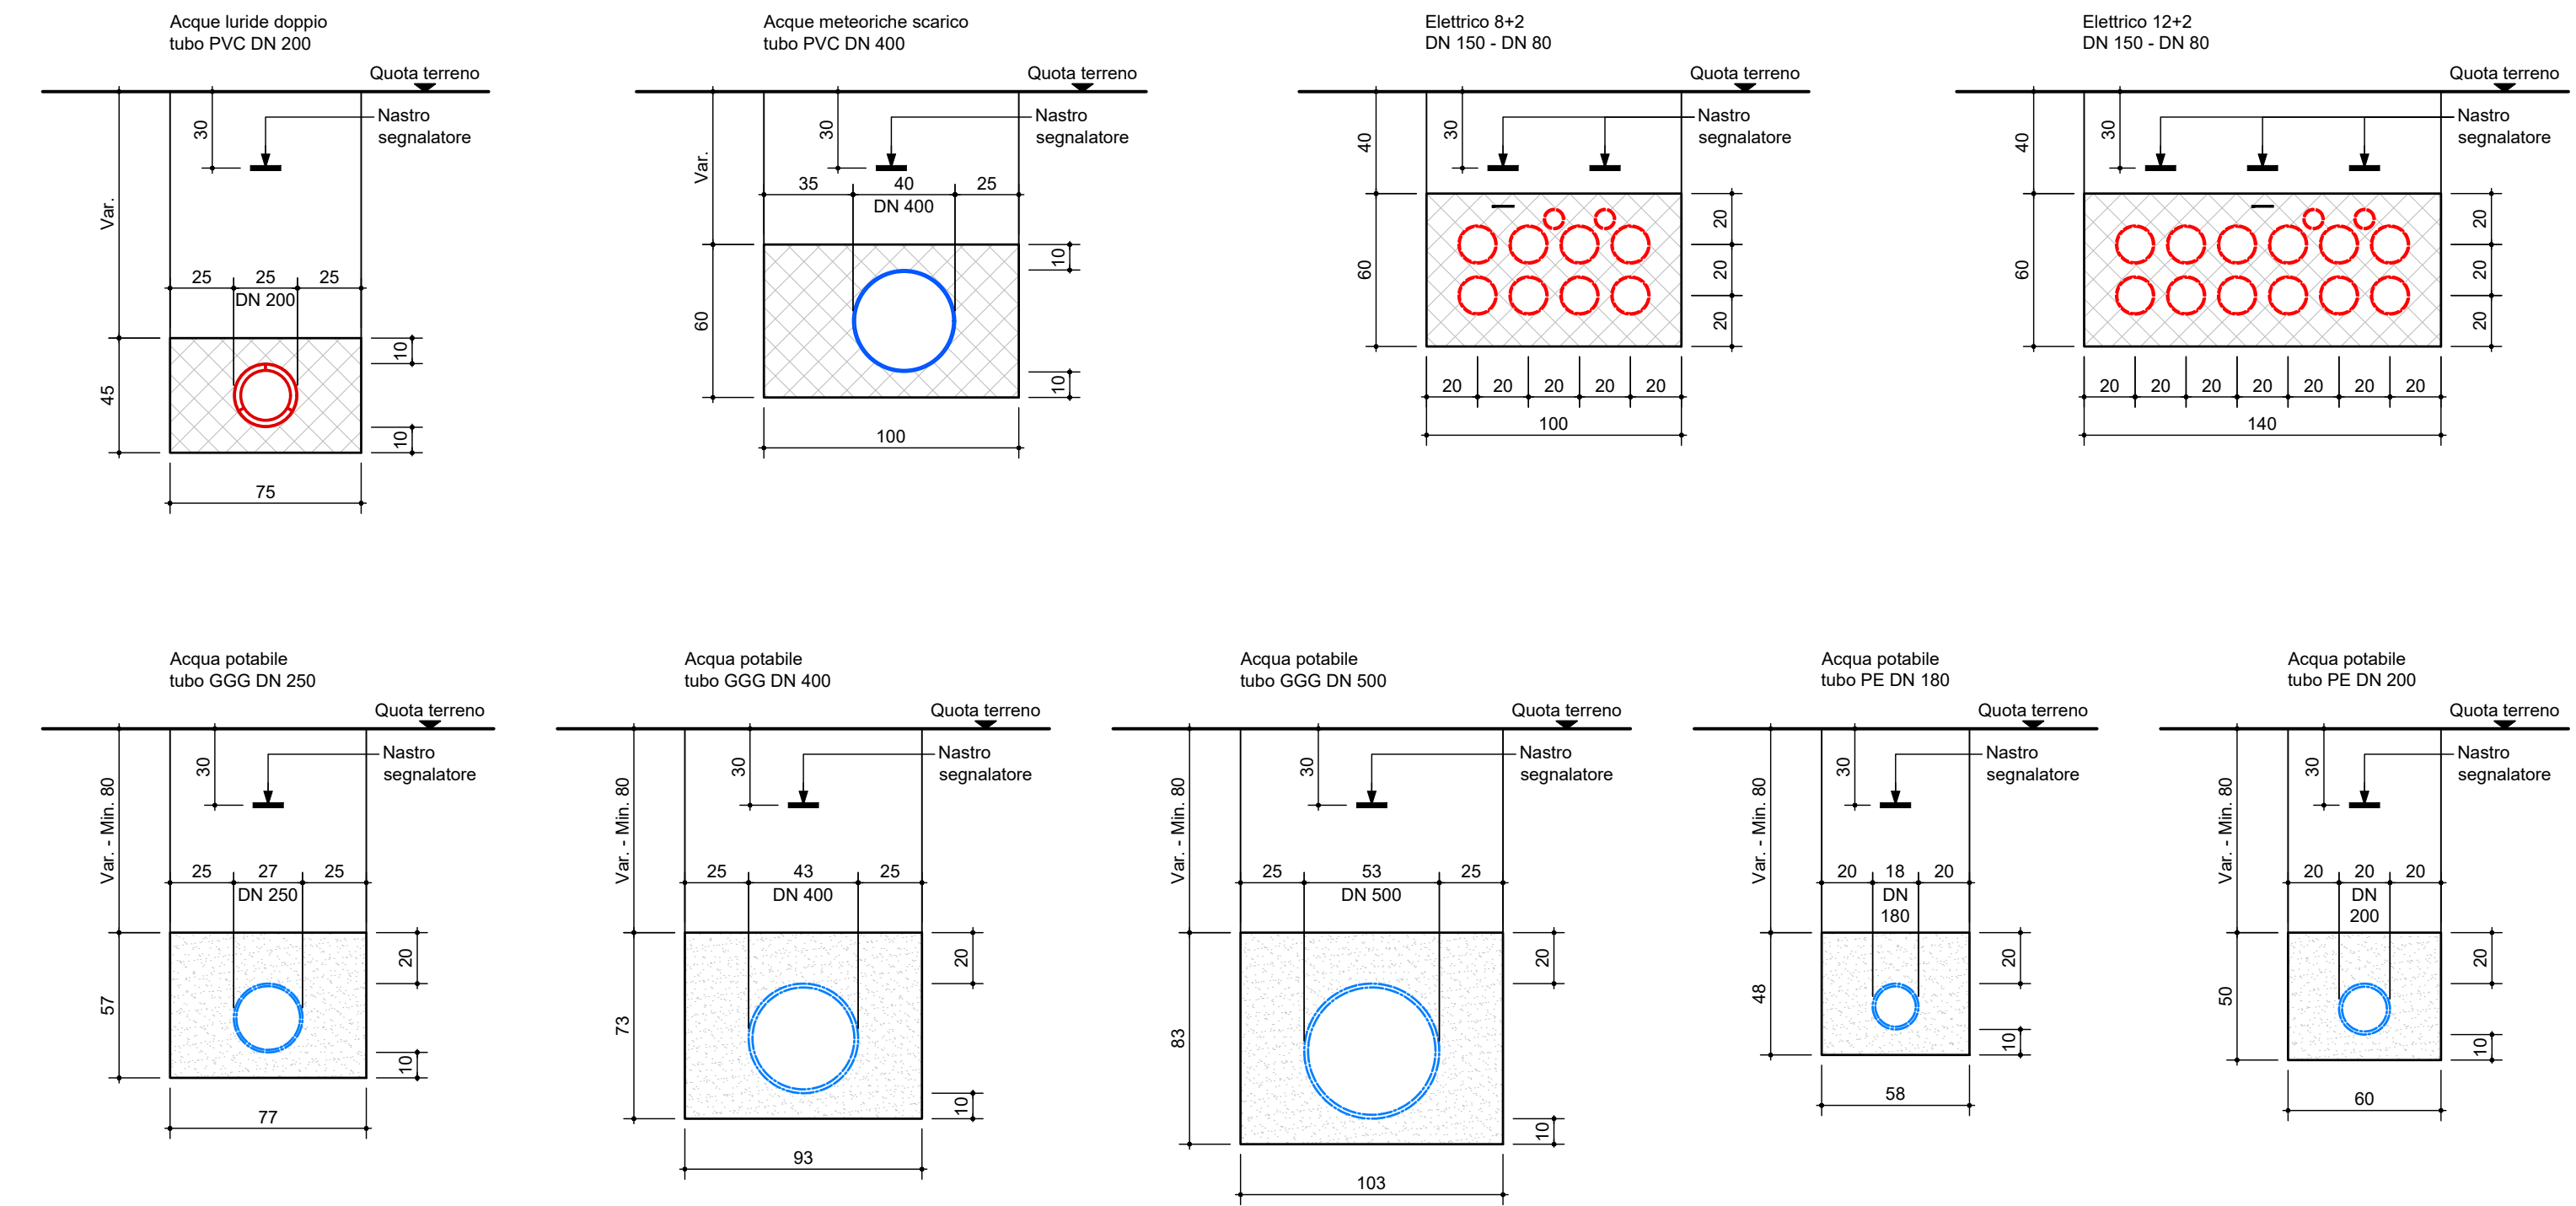 Acque luride doppio
tubo PVC DN 200
Quota terreno
Nastro
segnalatore
30
Var.
25 25 25
DN 200
10
45
10
75
Acque meteoriche scarico
tubo PVC DN 400
Quota terreno
Nastro
segnalatore
30
Var.
35 40 25
DN 400
10
60
10
100
Elettrico 8+2
DN 150 - DN 80
Quota terreno
Nastro
segnalatore
40
30
20
60
20
20
20 20 20 20 20
100
Elettrico 12+2
DN 150 - DN 80
Quota terreno
Nastro
segnalatore
40
30
20
60
20
20
20 20 20 20 20 20 20
140
Acqua potabile
tubo GGG DN 250
Quota terreno
Nastro
segnalatore
30
Var. - Min. 80
25 27 25
DN 250
20
57
10
77
Acqua potabile
tubo GGG DN 400
Quota terreno
Nastro
segnalatore
30
Var. - Min. 80
25 43 25
DN 400
20
73
10
93
Acqua potabile
tubo GGG DN 500
Quota terreno
Nastro
segnalatore
30
Var. - Min. 80
25 53 25
DN 500
20
83
10
103
Acqua potabile
tubo PE DN 180
Quota terreno
Nastro
segnalatore
30
Var. - Min. 80
20 18 20
DN
180
20
48
10
58
Acqua potabile
tubo PE DN 200
Quota terreno
Nastro
segnalatore
30
Var. - Min. 80
20 20 20
DN
200
20
50
10
60